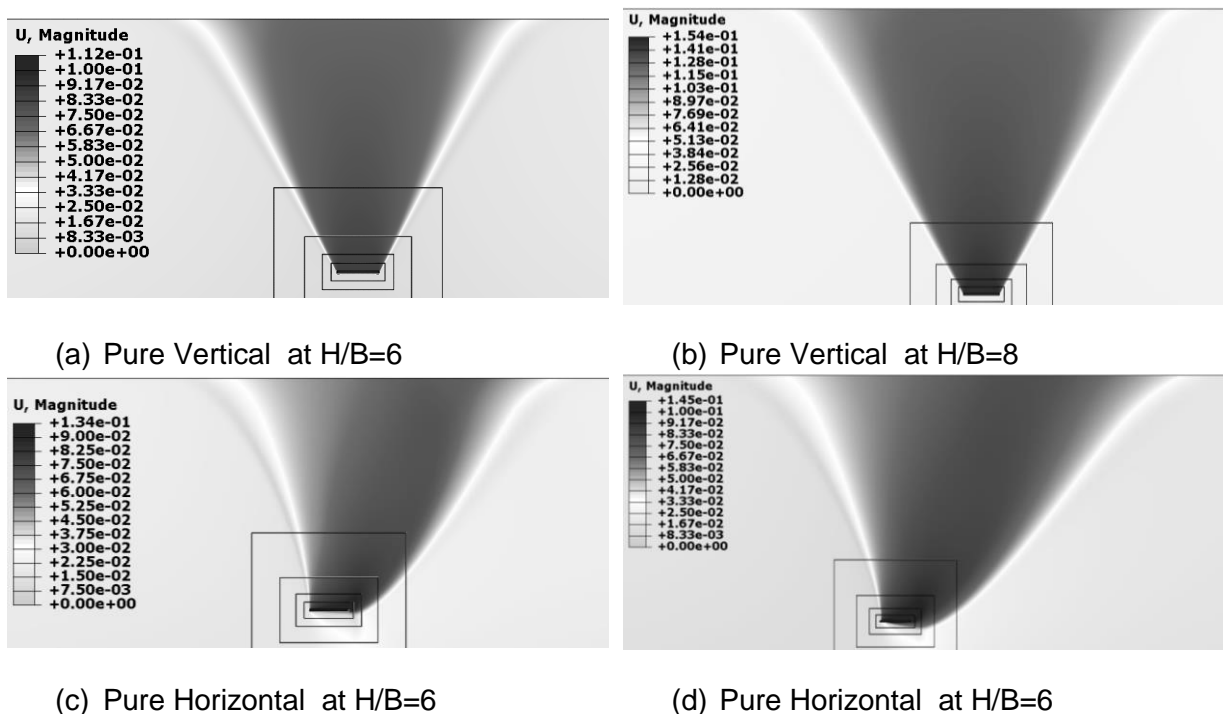 U, Magnitude
+1.12e-01
+1.00e-01
+9.17e-02
+8.33e-02
+7.50e-02
+6.67e-02
+5.83e-02
+5.00e-02
+4.17e-02
+3.33e-02
+2.50e-02
+1.67e-02
+8.33e-03
+0.00e+00
U, Magnitude
+1.54e-01
+1.41e-01
+1.28e-01
+1.15e-01
+1.03e-01
+8.97e-02
+7.69e-02
+6.41e-02
+5.13e-02
+3.84e-02
+2.56e-02
+1.28e-02
+0.00e+00
(a) Pure Vertical at H/B=6
(b) Pure Vertical at H/B=8
U, Magnitude
+1.34e-01
+9.00e-02
+8.25e-02
+7.50e-02
+6.75e-02
+6.00e-02
+5.25e-02
+4.50e-02
+3.75e-02
+3.00e-02
+2.25e-02
+1.50e-02
+7.50e-03
+0.00e+00
U, Magnitude
+1.45e-01
+1.00e-01
+9.17e-02
+8.33e-02
+7.50e-02
+6.67e-02
+5.83e-02
+5.00e-02
+4.17e-02
+3.33e-02
+2.50e-02
+1.67e-02
+8.33e-03
+0.00e+00
(c) Pure Horizontal at H/B=6
(d) Pure Horizontal at H/B=6